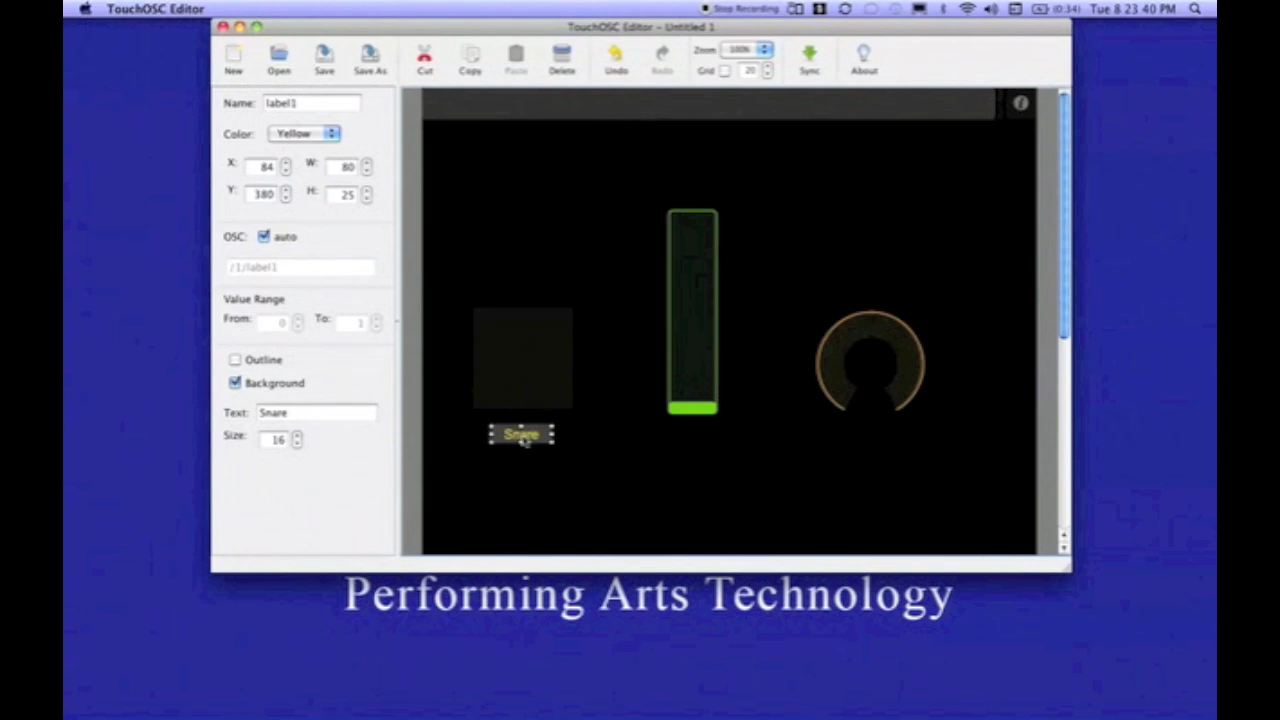 TouchOSC Editor
Stop Recording
(0:34) Tue 8 23 40 PM
TouchOSC Editor - Untitled 1
New Open Save Save As Cut Copy Paste Delete Undo Redo Zoom 100% Grid 20 Sync About
Name: label1
Color: Yellow
X: 84 W: 80
Y: 380 H: 25
OSC: auto
/1/label1
Value Range
From: 0 To: 1
Outline
Background
Text: Snare
Size: 16
Snare
Performing Arts Technology